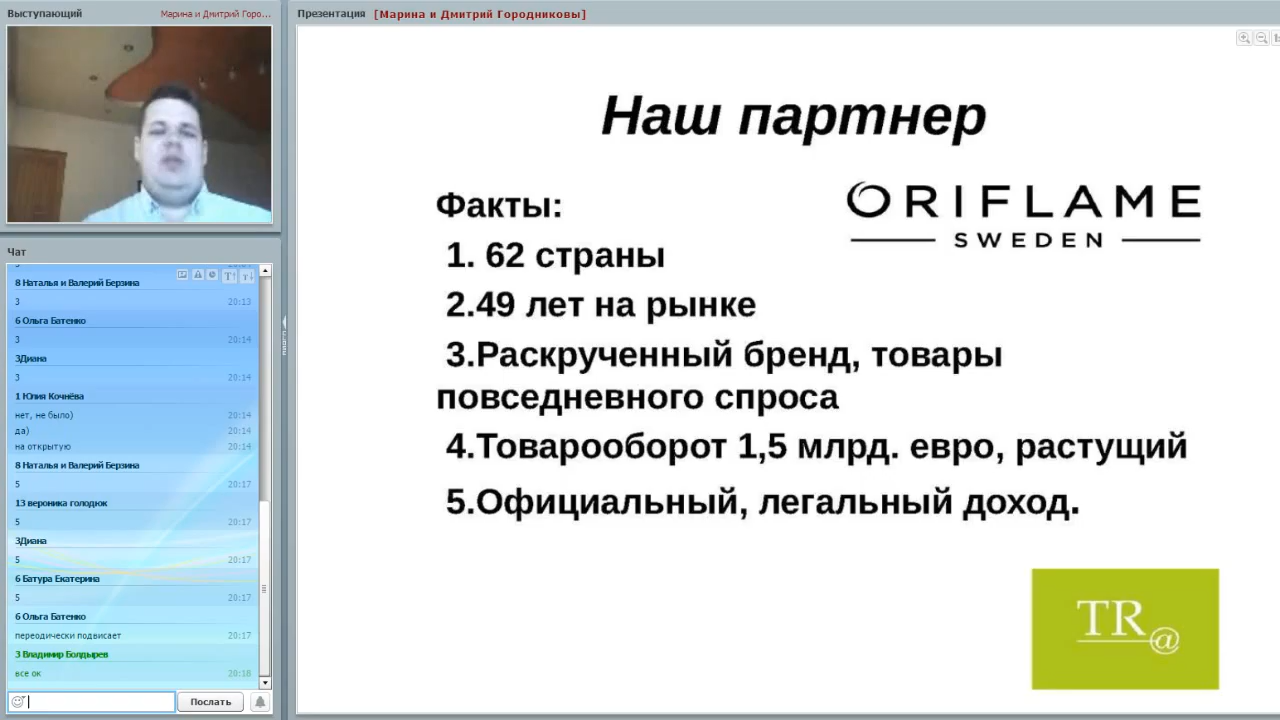 Выступающий
Марина и Дмитрий Горо...
Чат
8 Наталья и Валерий Берзина
3 20:13
6 Ольга Батенко
3 20:14
3Диана
3 20:14
1 Юлия Кочнёва
нет, не было) 20:14
да) 20:14
на открытую 20:14
8 Наталья и Валерий Берзина
5 20:17
13 вероника голодюк
5 20:17
3Диана
5 20:17
6 Батура Екатерина
5 20:17
6 Ольга Батенко
переодически подвисает 20:17
3 Владимир Болдырев
все ок 20:18
Послать
Презентация [Марина и Дмитрий Городниковы]
Наш партнер
ORIFLAME
SWEDEN
Факты:
1. 62 страны
2.49 лет на рынке
3.Раскрученный бренд, товары
повседневного спроса
4.Товарооборот 1,5 млрд. евро, растущий
5.Официальный, легальный доход.
TR@